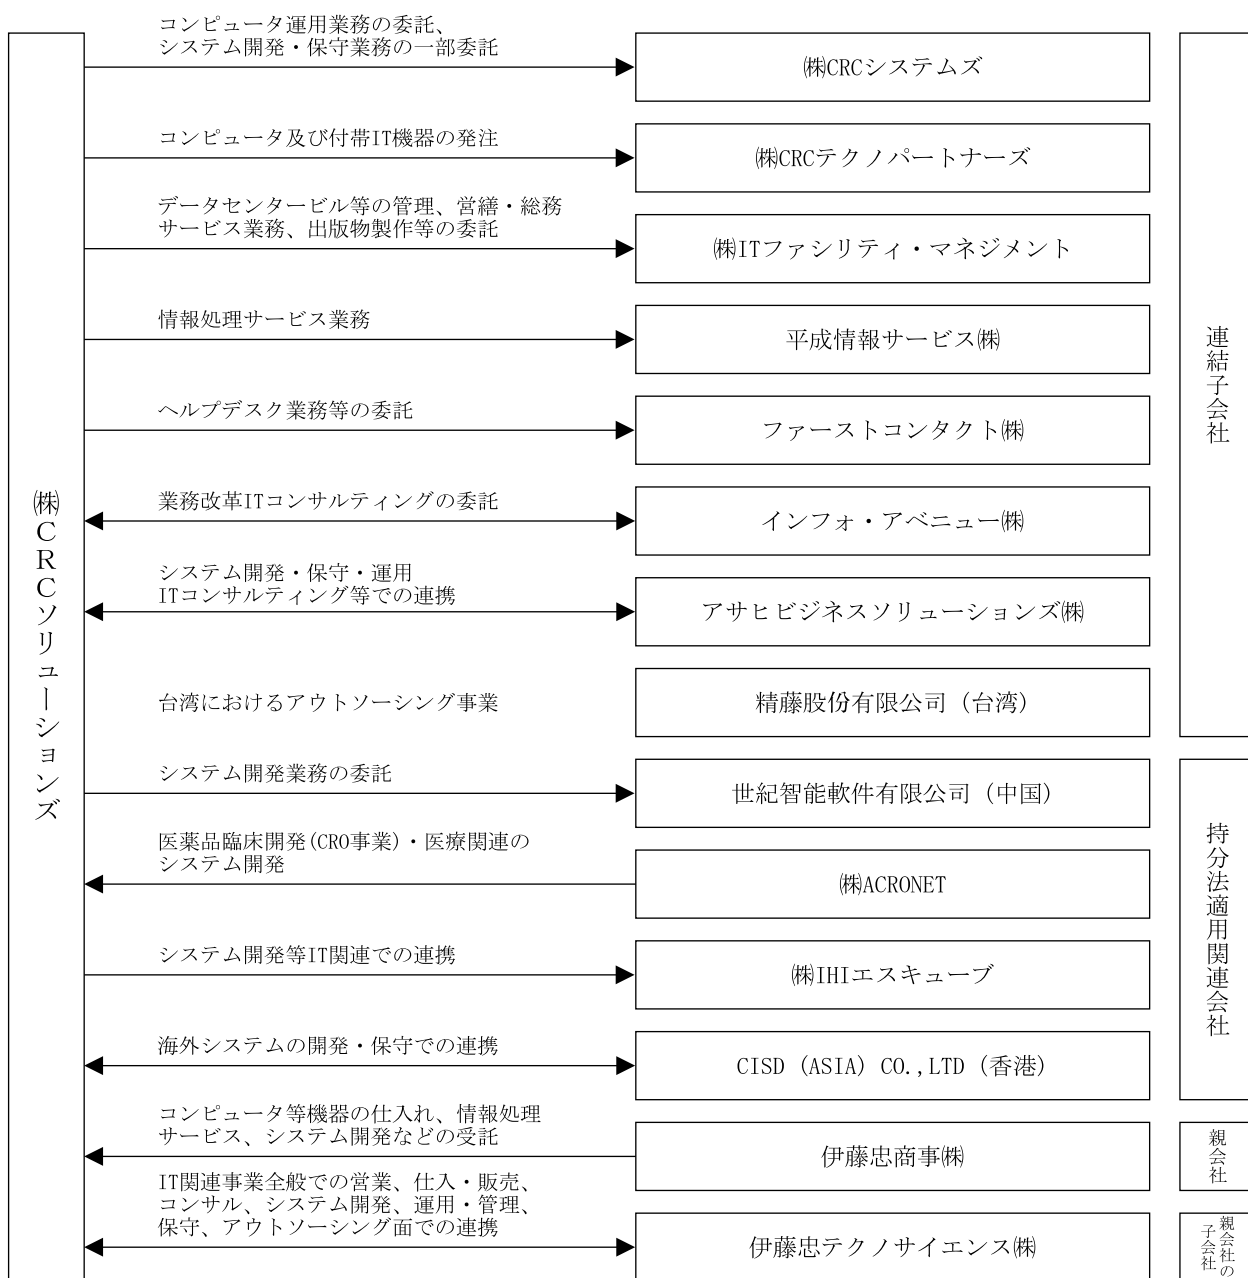 ㈱CRCソリューションズ
コンピュータ運用業務の委託、
システム開発・保守業務の一部委託
㈱CRCシステムズ
コンピュータ及び付帯IT機器の発注
㈱CRCテクノパートナーズ
データセンタービル等の管理、営繕・総務
サービス業務、出版物製作等の委託
㈱ITファシリティ・マネジメント
情報処理サービス業務
平成情報サービス㈱
ヘルプデスク業務等の委託
ファーストコンタクト㈱
業務改革ITコンサルティングの委託
インフォ・アベニュー㈱
システム開発・保守・運用
ITコンサルティング等での連携
アサヒビジネスソリューションズ㈱
台湾におけるアウトソーシング事業
精藤股份有限公司（台湾）
連結子会社
システム開発業務の委託
世紀智能軟件有限公司（中国）
医薬品臨床開発(CRO事業)・医療関連の
システム開発
㈱ACRONET
システム開発等IT関連での連携
㈱IHIエスキューブ
海外システムの開発・保守での連携
CISD（ASIA）CO.,LTD（香港）
持分法適用関連会社
コンピュータ等機器の仕入れ、情報処理
サービス、システム開発などの受託
伊藤忠商事㈱
親会社
IT関連事業全般での営業、仕入・販売、
コンサル、システム開発、運用・管理、
保守、アウトソーシング面での連携
伊藤忠テクノサイエンス㈱
親会社の
子会社